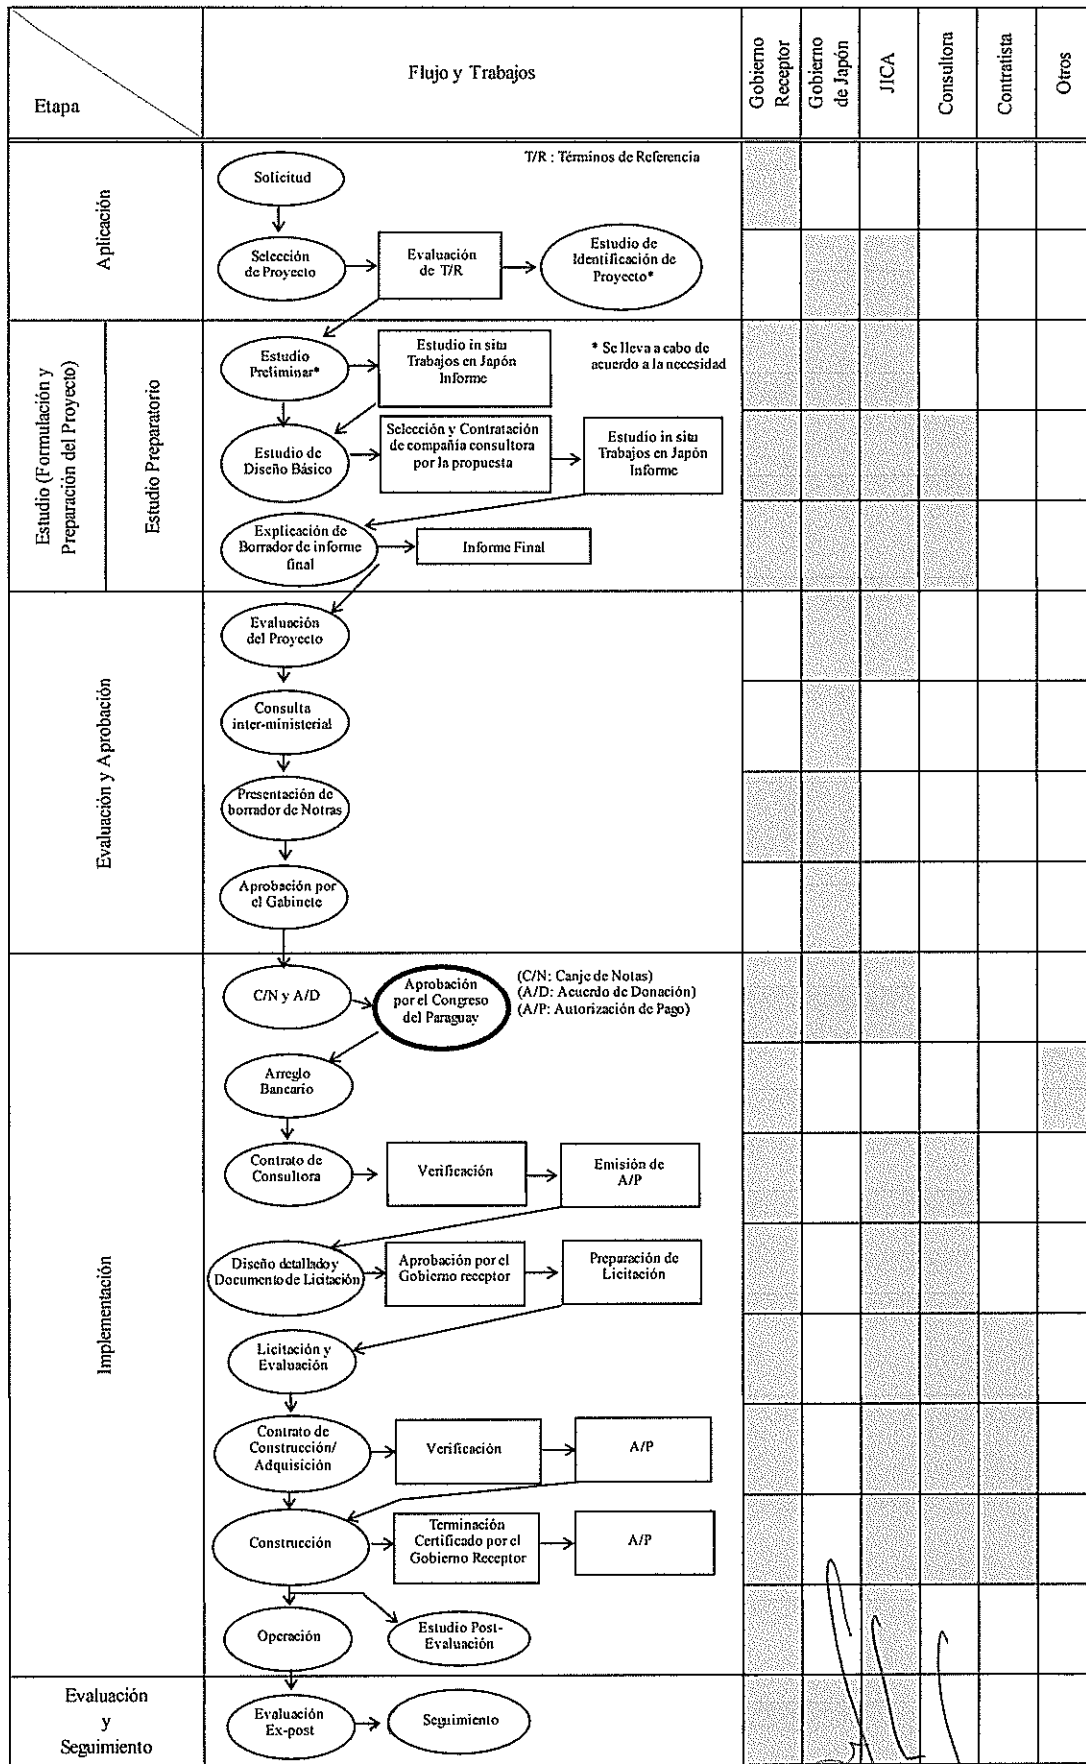 Etapa
Flujo y Trabajos
Gobierno
Receptor
Gobierno
de Japón
JICA
Consultora
Contratista
Otros
Aplicación
T/R : Términos de Referencia
Solicitud
Selección
de Proyecto
Evaluación
de T/R
Estudio de
Identificación de
Proyecto*
Estudio (Formulación y
Preparación del Proyecto)
Estudio Preparatorio
Estudio
Preliminar*
Estudio in situ
Trabajos en Japón
Informe
* Se lleva a cabo de
acuerdo a la necesidad
Estudio de
Diseño Básico
Selección y Contratación
de compañía consultora
por la propuesta
Estudio in situ
Trabajos en Japón
Informe
Explicación de
Borrador de informe
final
Informe Final
Evaluación y Aprobación
Evaluación
del Proyecto
Consulta
inter-ministerial
Presentación de
borrador de Notras
Aprobación por
el Gabinete
Implementación
C/N y A/D
Aprobación
por el Congreso
del Paraguay
(C/N: Canje de Notas)
(A/D: Acuerdo de Donación)
(A/P: Autorización de Pago)
Arreglo
Bancario
Contrato de
Consultora
Verificación
Emisión de
A/P
Diseño detallado y
Documento de Licitación
Aprobación por el
Gobierno receptor
Preparación de
Licitación
Licitación y
Evaluación
Contrato de
Construcción/
Adquisición
Verificación
A/P
Construcción
Terminación
Certificado por el
Gobierno Receptor
A/P
Operación
Estudio Post-
Evaluación
Evaluación
y
Seguimiento
Evaluación
Ex-post
Seguimiento